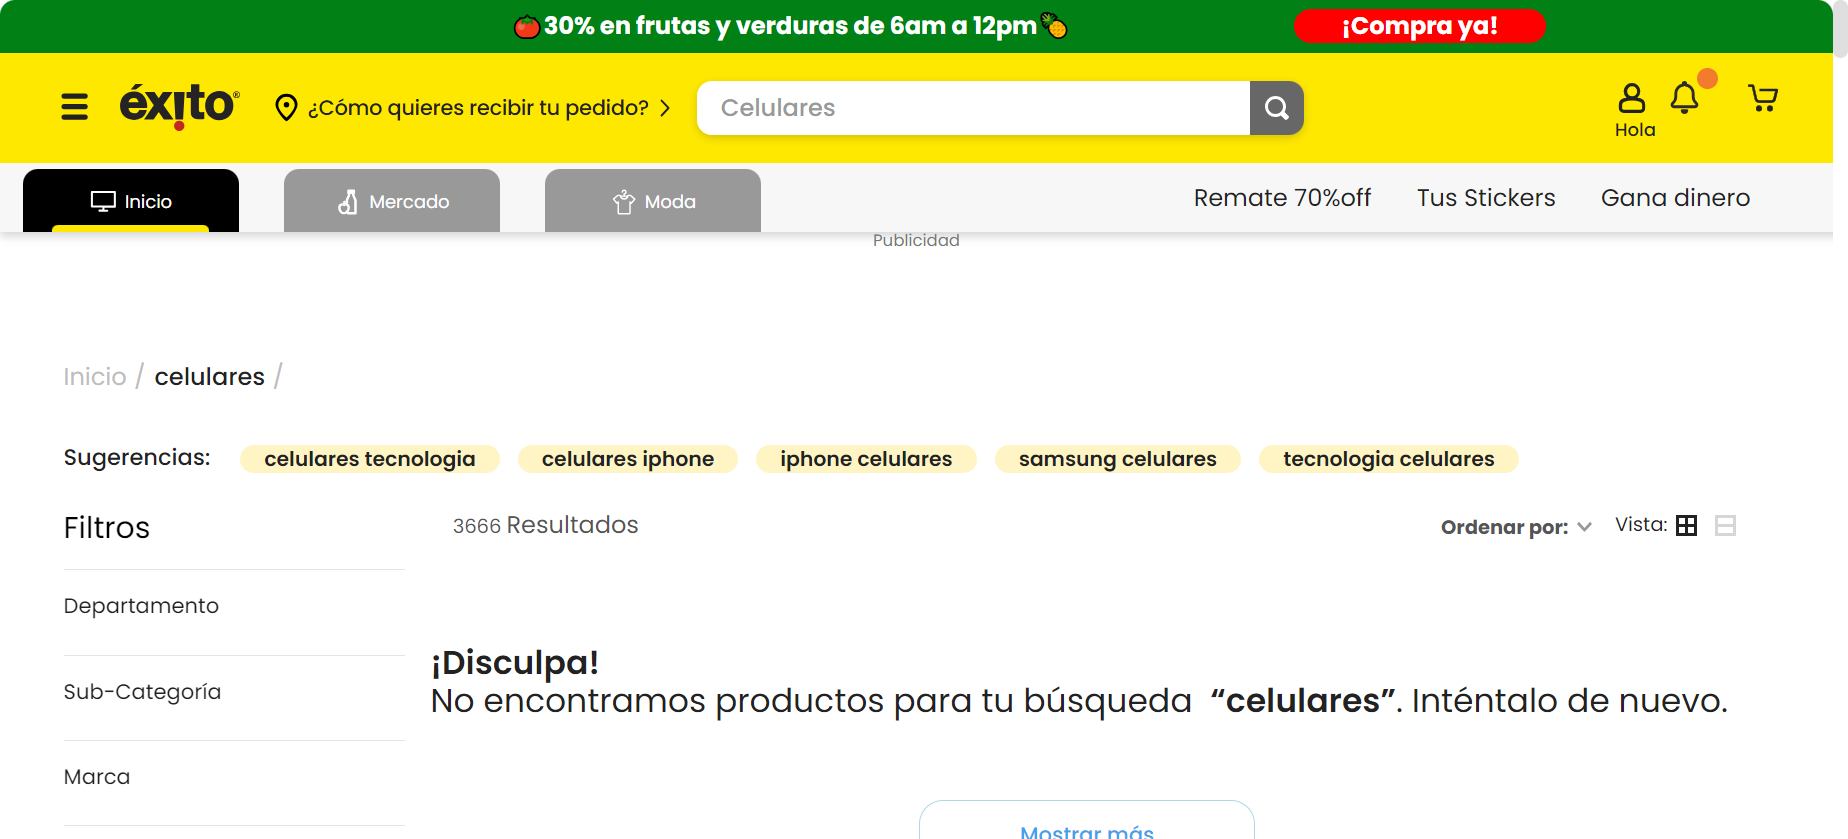 🍅30% en frutas y verduras de 6am a 12pm🍍
¡Compra ya!
éxito®
¿Cómo quieres recibir tu pedido?
Celulares
Hola
Inicio
Mercado
Moda
Remate 70%off
Tus Stickers
Gana dinero
Publicidad
Inicio / celulares /
Sugerencias:
celulares tecnologia
celulares iphone
iphone celulares
samsung celulares
tecnologia celulares
Filtros
3666 Resultados
Ordenar por:
Vista:
Departamento
Sub-Categoría
Marca
¡Disculpa!
No encontramos productos para tu búsqueda “celulares”. Inténtalo de nuevo.
Mostrar más